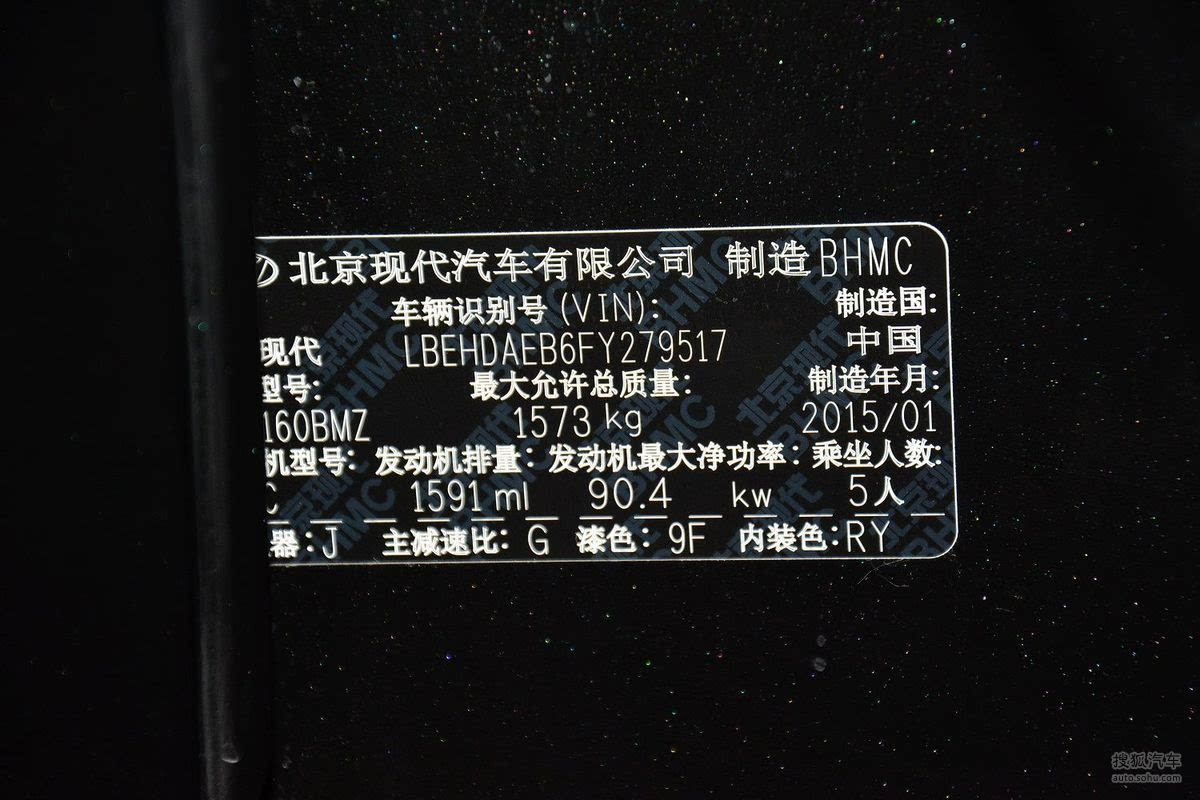 北京现代汽车有限公司 制造 BHMC
车辆识别号 (VIN): 制造国:
现代 LBEHDAEB6FY279517 中国
型号: 最大允许总质量: 制造年月:
160BMZ 1573 kg 2015/01
机型号: 发动机排量: 发动机最大净功率: 乘坐人数:
C 1591 ml 90.4 kw 5人
器: J 主减速比: G 漆色: 9F 内装色: RY
搜狐汽车
auto.sohu.com